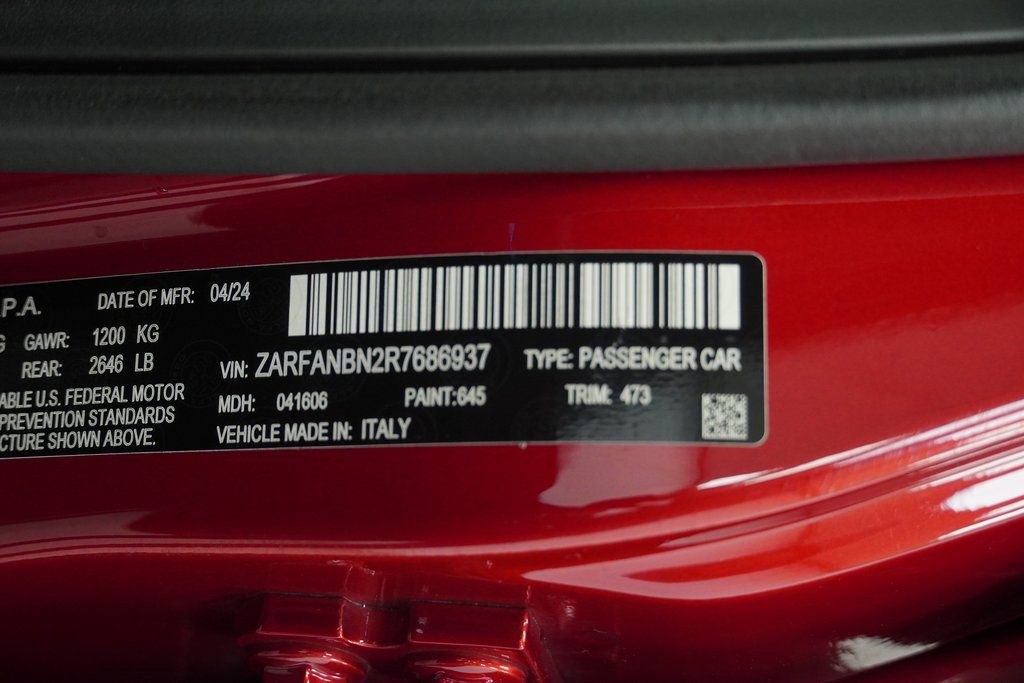 P.A. DATE OF MFR: 04/24
GAWR: 1200 KG
REAR: 2646 LB
VIN: ZARFANBN2R7686937 TYPE: PASSENGER CAR
ABLE U.S. FEDERAL MOTOR
PREVENTION STANDARDS
CTURE SHOWN ABOVE.
MDH: 041606 PAINT:645 TRIM: 473
VEHICLE MADE IN: ITALY